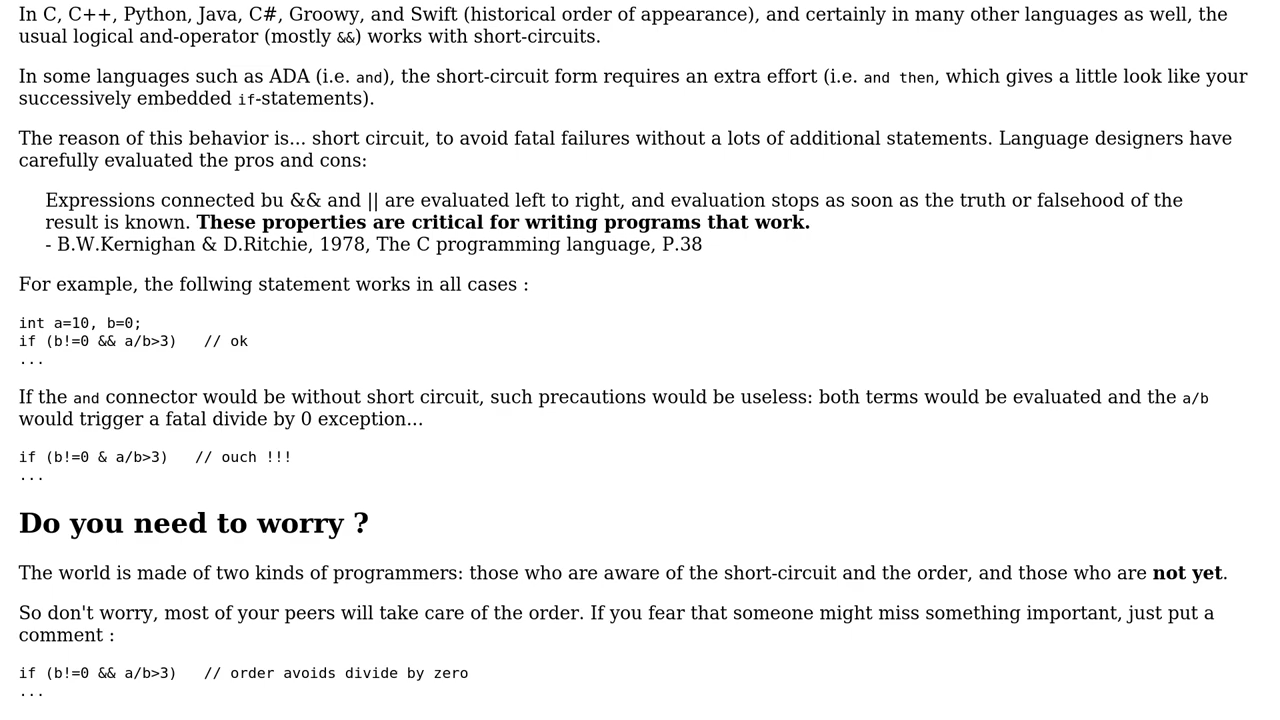 In C, C++, Python, Java, C#, Groowy, and Swift (historical order of appearance), and certainly in many other languages as well, the
usual logical and-operator (mostly &&) works with short-circuits.
In some languages such as ADA (i.e. and), the short-circuit form requires an extra effort (i.e. and then, which gives a little look like your
successively embedded if-statements).
The reason of this behavior is... short circuit, to avoid fatal failures without a lots of additional statements. Language designers have
carefully evaluated the pros and cons:
Expressions connected bu && and || are evaluated left to right, and evaluation stops as soon as the truth or falsehood of the
result is known. These properties are critical for writing programs that work.
- B.W.Kernighan & D.Ritchie, 1978, The C programming language, P.38
For example, the follwing statement works in all cases :
int a=10, b=0;
if (b!=0 && a/b>3)   // ok
...
If the and connector would be without short circuit, such precautions would be useless: both terms would be evaluated and the a/b
would trigger a fatal divide by 0 exception...
if (b!=0 & a/b>3)   // ouch !!!
...
Do you need to worry ?
The world is made of two kinds of programmers: those who are aware of the short-circuit and the order, and those who are not yet.
So don't worry, most of your peers will take care of the order. If you fear that someone might miss something important, just put a
comment :
if (b!=0 && a/b>3)   // order avoids divide by zero
...